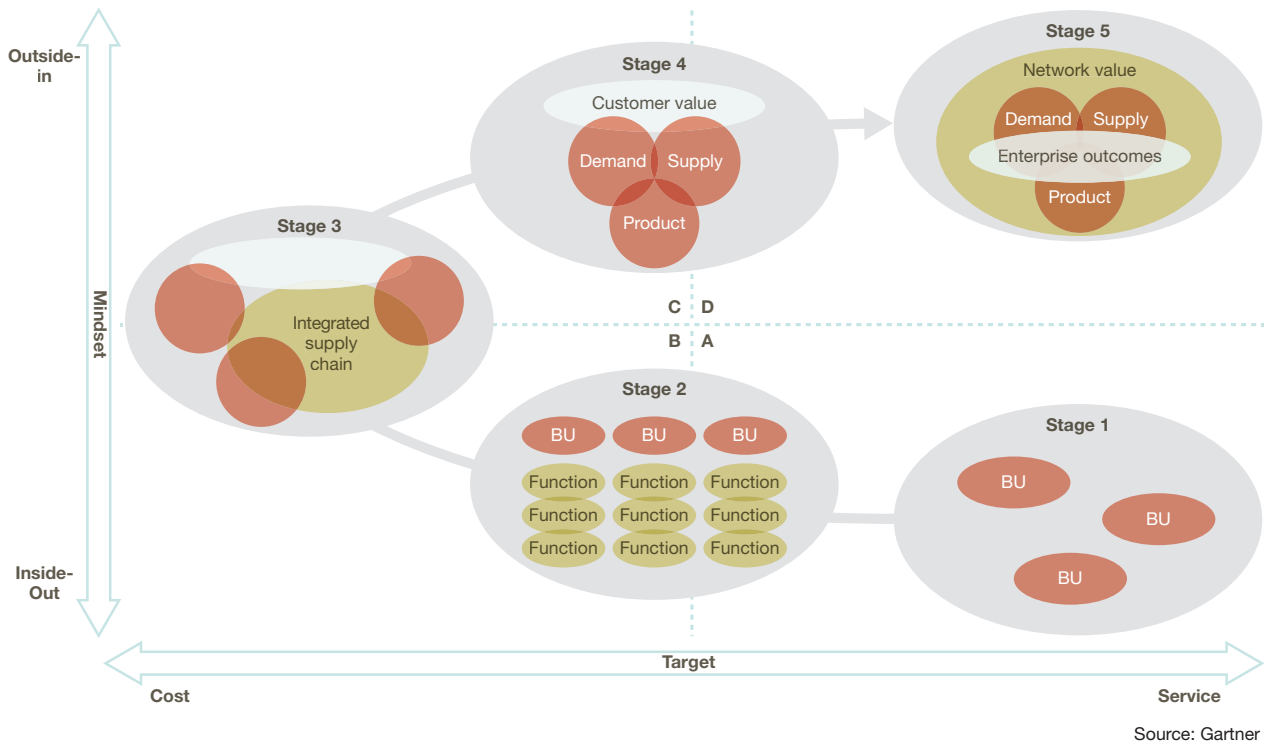 Outside-
in
Mindset
Inside-
Out
Stage 3
Integrated
supply
chain
Stage 4
Customer value
Demand
Supply
Product
Stage 5
Network value
Demand
Supply
Enterprise outcomes
Product
C
D
B
A
Stage 2
BU
BU
BU
Function
Function
Function
Function
Function
Function
Function
Function
Function
Stage 1
BU
BU
BU
Target
Cost
Service
Source: Gartner